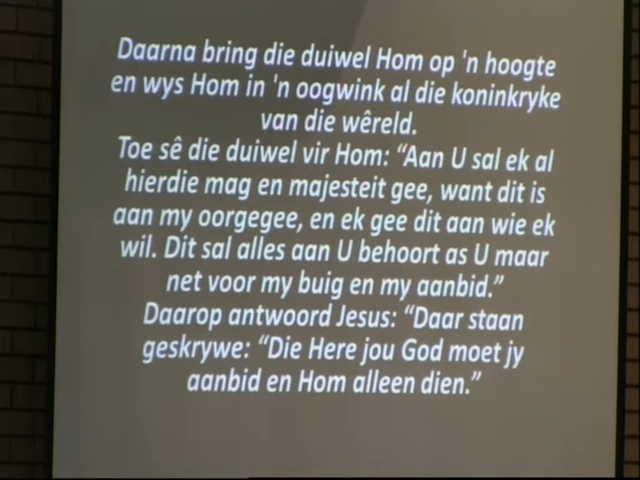 Daarna bring die duiwel Hom op 'n hoogte
en wys Hom in 'n oogwink al die koninkryke
van die wêreld.
Toe sê die duiwel vir Hom: “Aan U sal ek al
hierdie mag en majesteit gee, want dit is
aan my oorgegee, en ek gee dit aan wie ek
wil. Dit sal alles aan U behoort as U maar
net voor my buig en my aanbid.”
Daarop antwoord Jesus: “Daar staan
geskrywe: “Die Here jou God moet jy
aanbid en Hom alleen dien.”